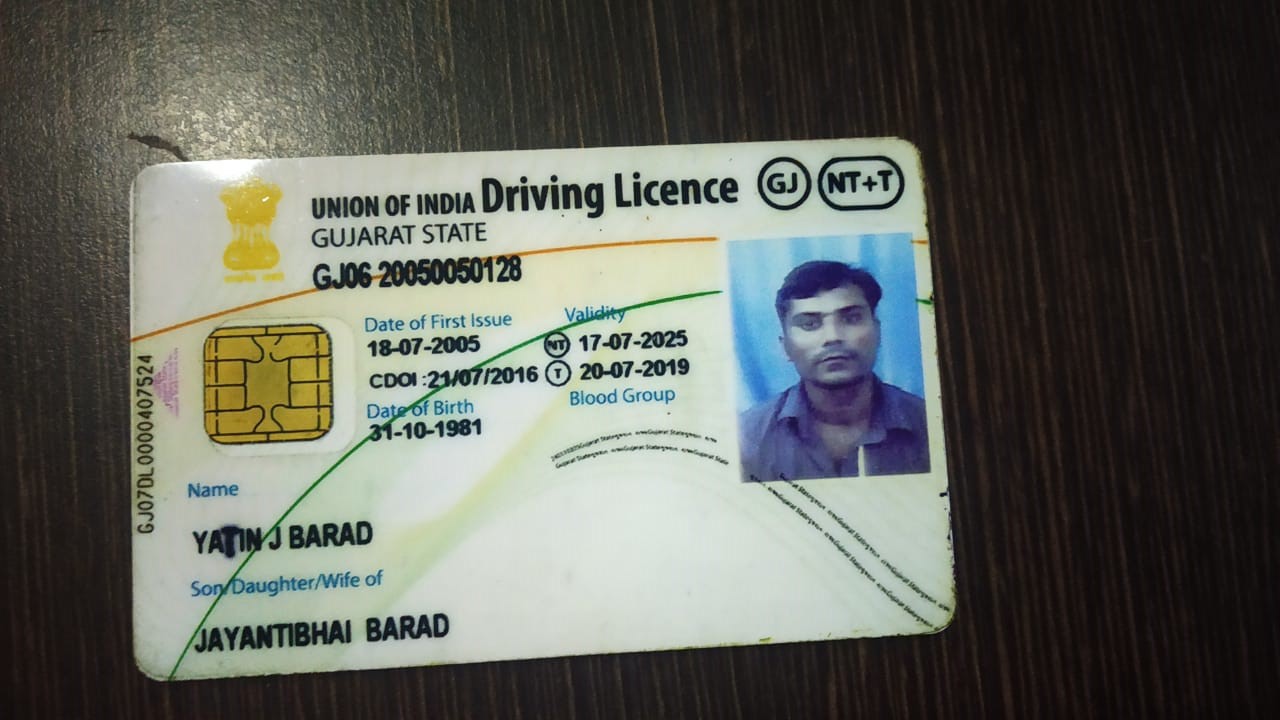 UNION OF INDIA Driving Licence GJ NT+T
GUJARAT STATE
GJ06 20050050128
Date of First Issue Validity
18-07-2005 NT 17-07-2025
CDOI :21/07/2016 T 20-07-2019
Date of Birth Blood Group
31-10-1981
GJ07DL0000407524
Name
YATIN J BARAD
Son/Daughter/Wife of
JAYANTIBHAI BARAD